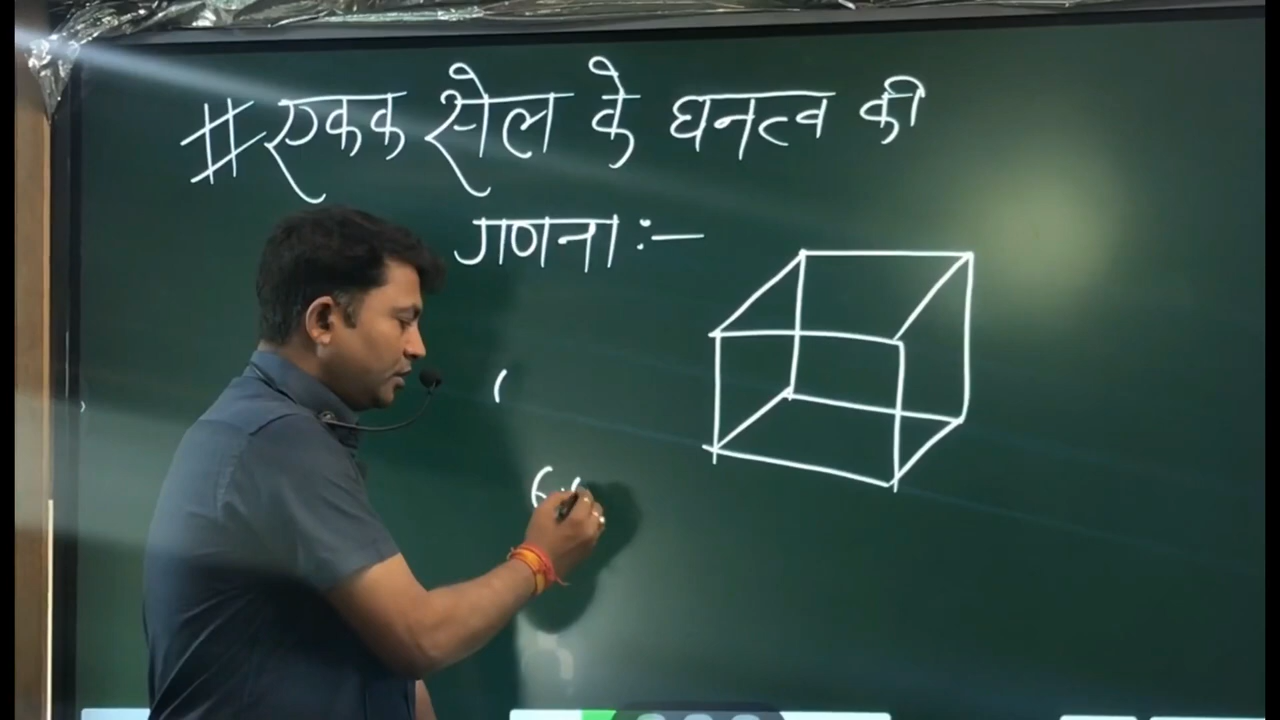 # एकक सेल के घनत्व की
गणना :-